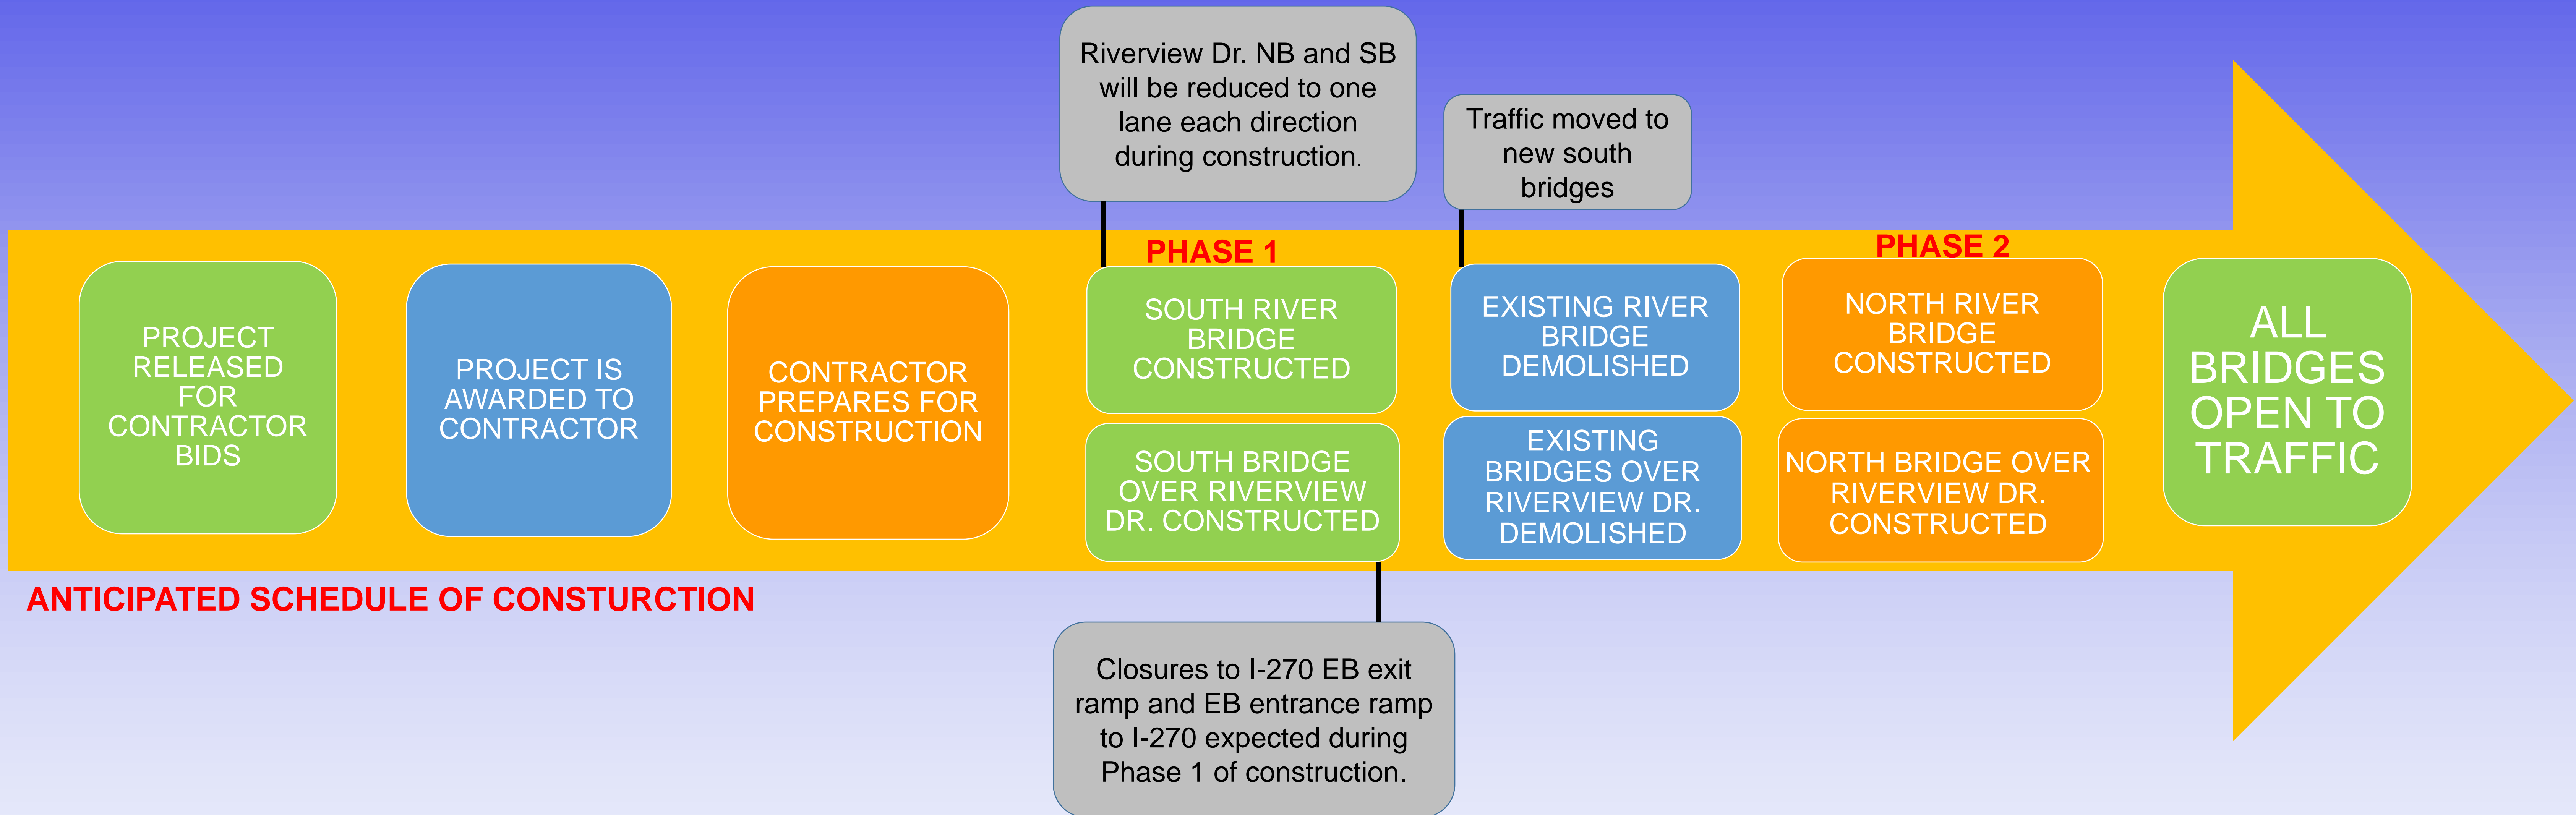 Riverview Dr. NB and SB
will be reduced to one
lane each direction
during construction.
Traffic moved to
new south
bridges
PHASE 1
PHASE 2
PROJECT
RELEASED
FOR
CONTRACTOR
BIDS
PROJECT IS
AWARDED TO
CONTRACTOR
CONTRACTOR
PREPARES FOR
CONSTRUCTION
SOUTH RIVER
BRIDGE
CONSTRUCTED
SOUTH BRIDGE
OVER RIVERVIEW
DR. CONSTRUCTED
EXISTING RIVER
BRIDGE
DEMOLISHED
EXISTING
BRIDGES OVER
RIVERVIEW DR.
DEMOLISHED
NORTH RIVER
BRIDGE
CONSTRUCTED
NORTH BRIDGE OVER
RIVERVIEW DR.
CONSTRUCTED
ALL
BRIDGES
OPEN TO
TRAFFIC
ANTICIPATED SCHEDULE OF CONSTURCTION
Closures to I-270 EB exit
ramp and EB entrance ramp
to I-270 expected during
Phase 1 of construction.